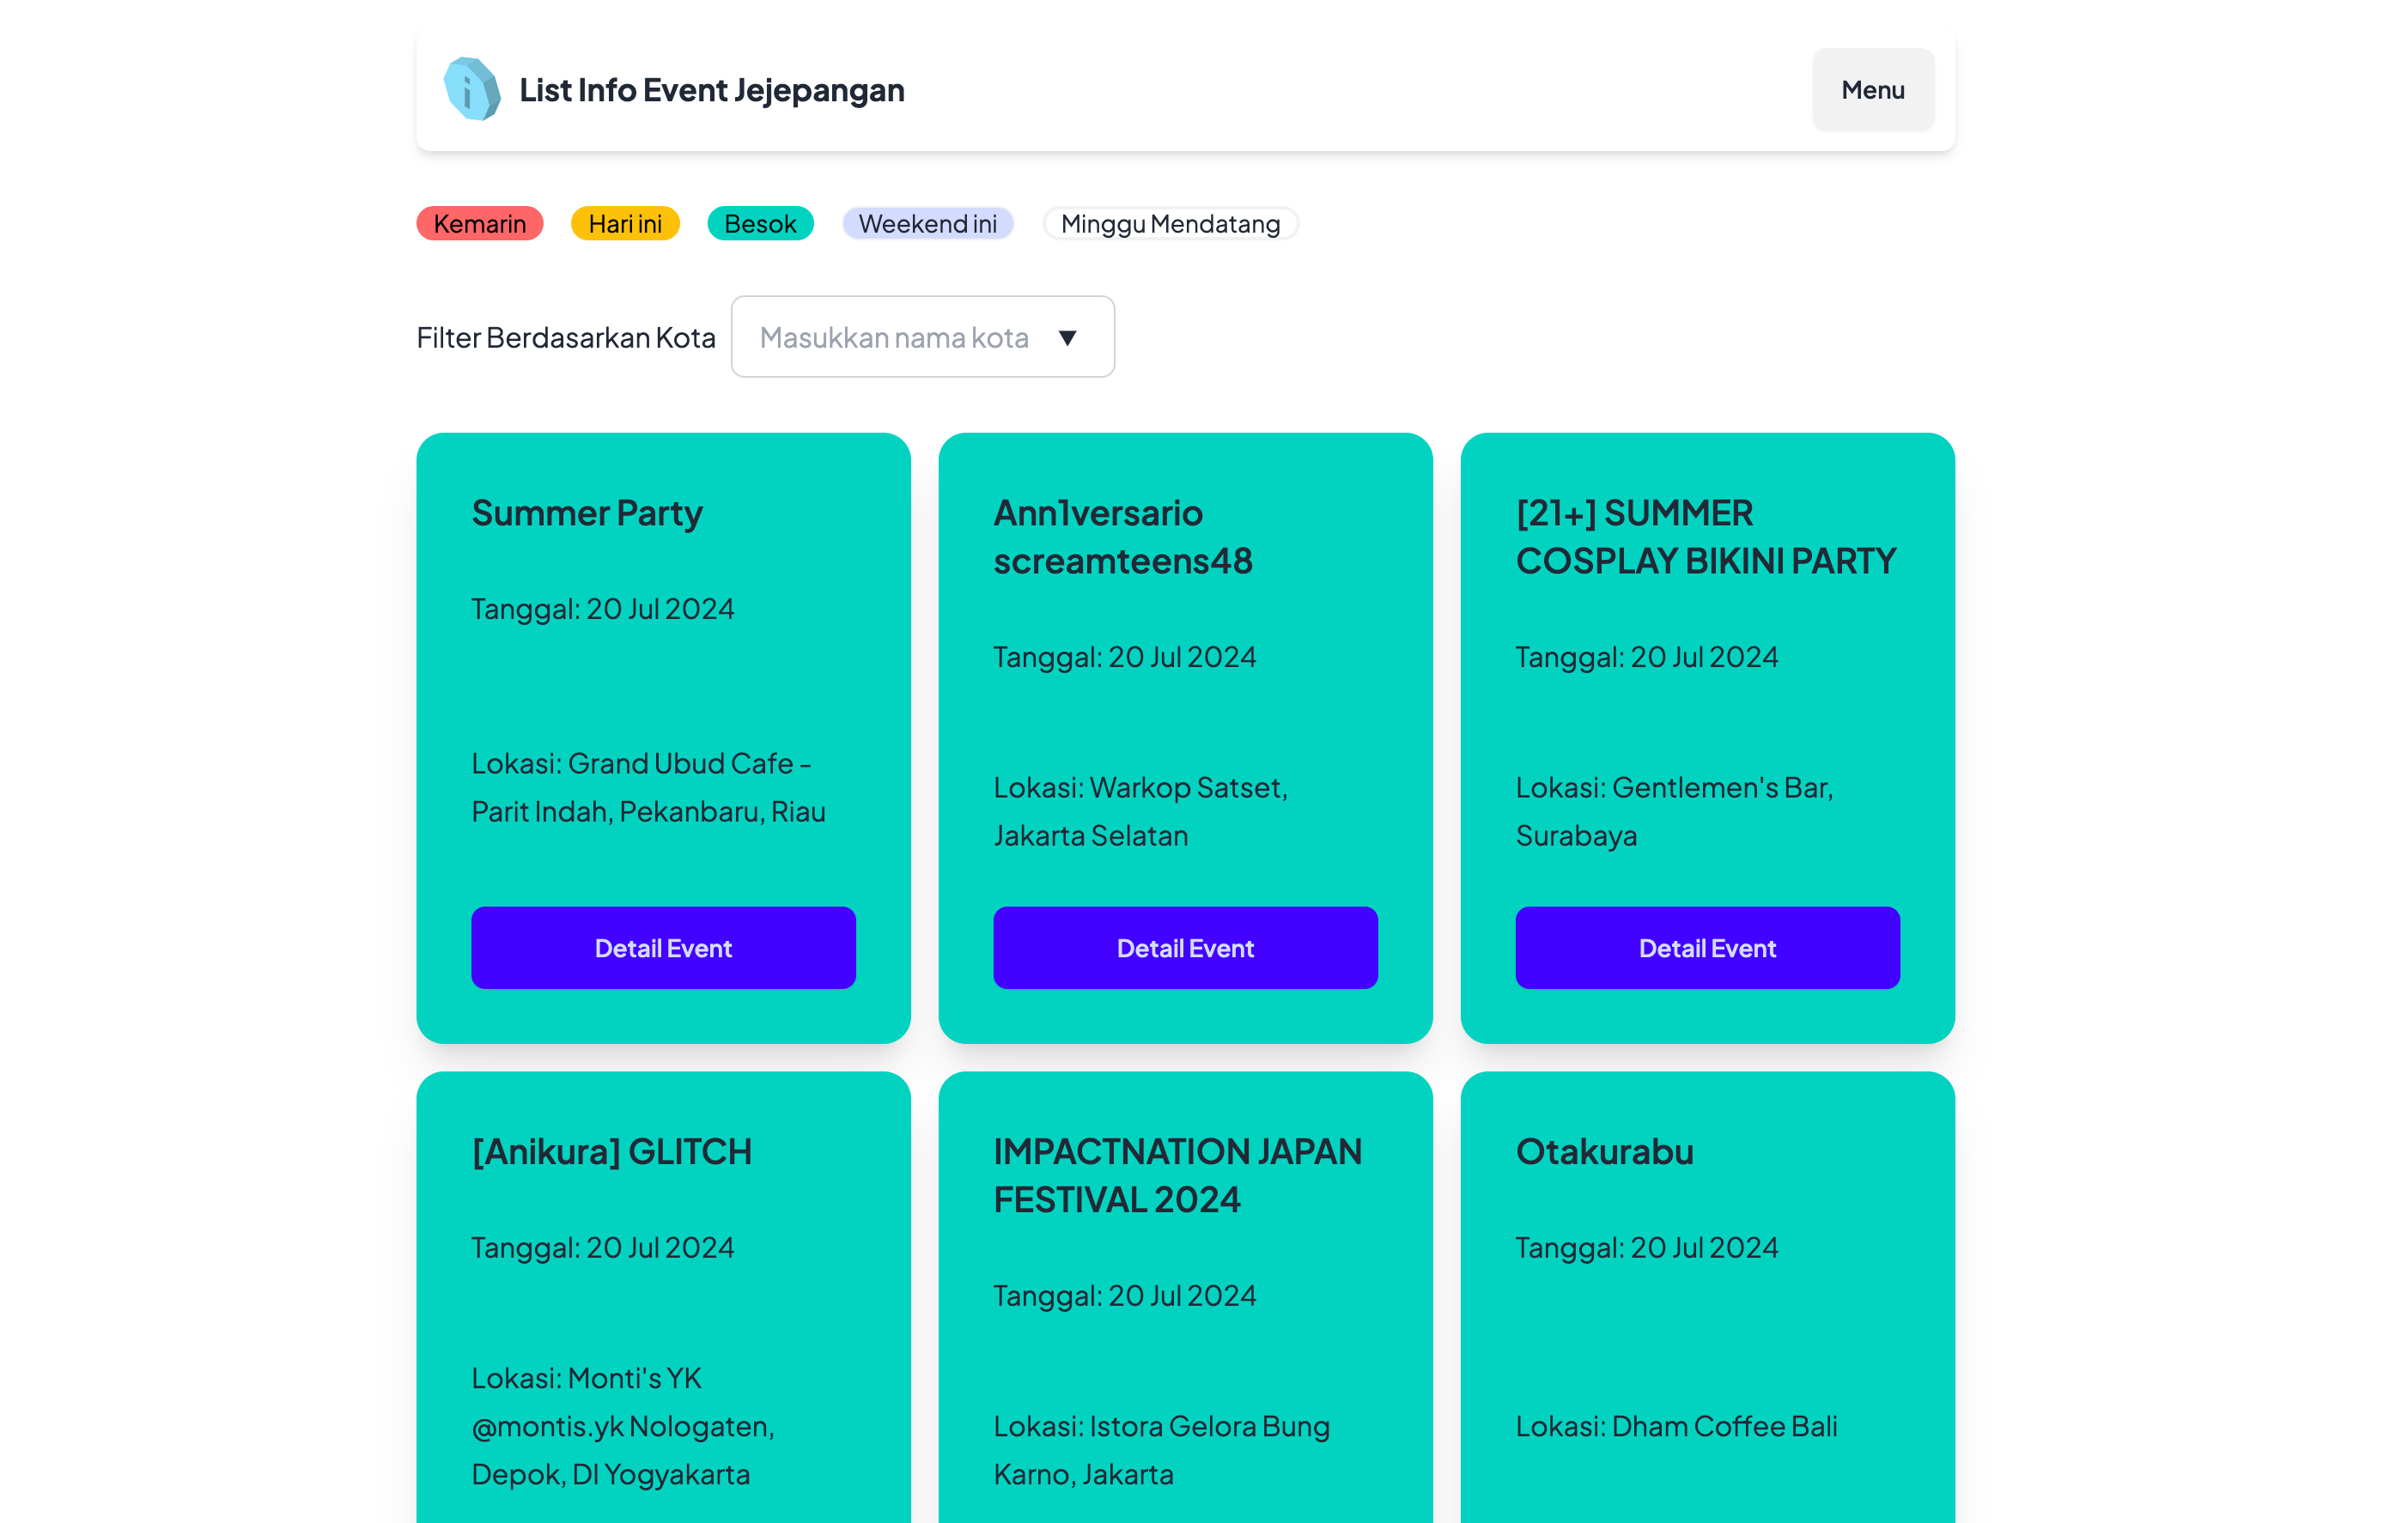 List Info Event Jejepangan
Menu
Kemarin
Hari ini
Besok
Weekend ini
Minggu Mendatang
Filter Berdasarkan Kota
Masukkan nama kota
Summer Party
Tanggal: 20 Jul 2024
Lokasi: Grand Ubud Cafe -
Parit Indah, Pekanbaru, Riau
Detail Event
Ann1versario
screamteens48
Tanggal: 20 Jul 2024
Lokasi: Warkop Satset,
Jakarta Selatan
Detail Event
[21+] SUMMER
COSPLAY BIKINI PARTY
Tanggal: 20 Jul 2024
Lokasi: Gentlemen's Bar,
Surabaya
Detail Event
[Anikura] GLITCH
Tanggal: 20 Jul 2024
Lokasi: Monti's YK
@montis.yk Nologaten,
Depok, DI Yogyakarta
IMPACTNATION JAPAN
FESTIVAL 2024
Tanggal: 20 Jul 2024
Lokasi: Istora Gelora Bung
Karno, Jakarta
Otakurabu
Tanggal: 20 Jul 2024
Lokasi: Dham Coffee Bali